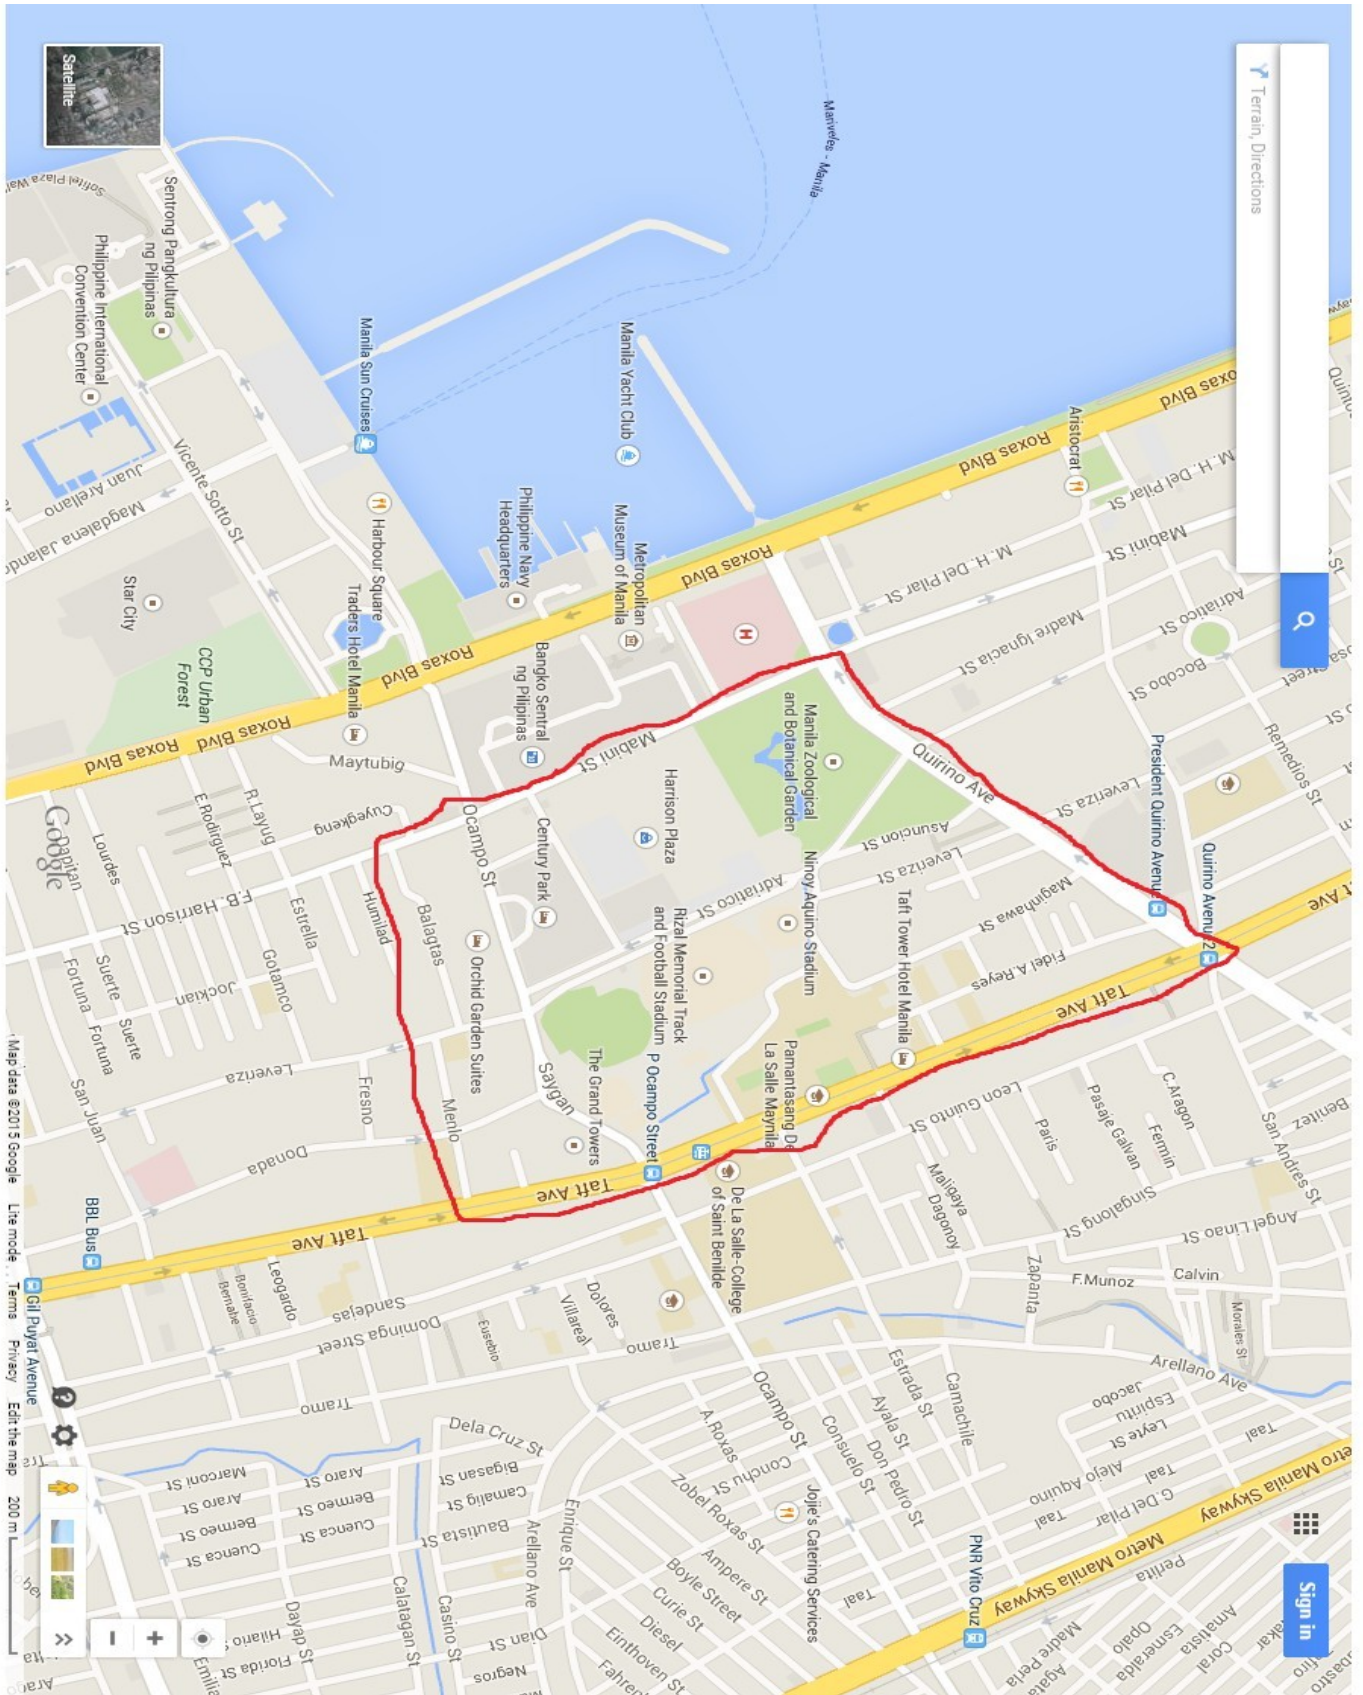 Terrain, Directions
Sign in
Satellite
Mariveles - Manila
Roxas Blvd
Roxas Blvd
Roxas Blvd
Roxas Blvd
Roxas Blvd
Roxas Blvd
Roxas Blvd
Aristocrat
M. H. Del Pilar St
M. H. Del Pilar St
Mabini St
Adriatico St
Bocobo St
Madre Ignacia St
Remedios St
Leveriza St
President Quirino Avenue
Quirino Avenue
Quirino Ave
Taft Ave
Asuncion St
Leveriza St
Maginhawa St
Fidel A.Reyes
Taft Tower Hotel Manila
Taft Ave
Manila Zoological
and Botanical Garden
Ninoy Aquino Stadium
Harrison Plaza
Adriatico St
Rizal Memorial Track
and Football Stadium
Pamantasang De
La Salle Maynila
Leon Guinto St
P Ocampo Street
De La Salle-College
of Saint Benilde
Manila Yacht Club
Metropolitan
Museum of Manila
H
Philippine Navy
Headquarters
Bangko Sentral
ng Pilipinas
Mabini St
Century Park
Ocampo St
Orchid Garden Suites
Saygan
The Grand Towers
Taft Ave
Manila Sun Cruises
Harbour Square
Traders Hotel Manila
Maytubig
Cuyegkeng
Humilad
Balagtas
Menlo
Fresno
Sentrong Pangkultura
ng Pilipinas
Philippine International
Convention Center
Vicente Sotto St
Juan Arellano
Magdalena Jalandoni
Star City
CCP Urban
Forest
R.Layug
E.Rodirguez
Lourdes
F.B. Harrison St
Estrella
Gotamco
Jockian
Suerte
Fortuna
Suerte
Fortuna
San Juan
Leveriza
Donada
BBL Bus
Gil Puyat Avenue
Taft Ave
Leogardo
Bonifacio
Bernabe
Sandejas
Dominga Street
Tramo
Eusebio
Villareal
Dolores
Tramo
C.Aragon
Fermin
Pasaje Galvan
Paris
San Andres St
Benitez
Singalong St
Angel Linao St
Maligaya
Dagonoy
Zapanta
F.Munoz
Calvin
Morales St
Arellano Ave
Jacobo
Espiritu
Leyte St
Taal
Alejo Aquino
Taal
G.Del Pilar
Taal
Metro Manila Skyway
Metro Manila Skyway
Perlita
Camachile
Estrada St
Ayala St
Don Pedro St
Consuelo St
Ocampo St
A.Roxas
Conchu St
Zobel Roxas St
Jojie's Catering Services
PNR Vito Cruz
Taal
Ampere St
Boyle Street
Curie St
Diesel
Einthoven St
Madre Perla
Agata
Opalo
Esmeralda
Coral
Amatista
Dela Cruz St
Bigasan St
Camalig St
Bautista St
Arellano Ave
Enrique St
Casino St
Dian St
Negros
Marconi St
Araro St
Bermeo St
Cuenca St
Araro St
Bermeo St
Cuenca St
Calatagan St
Dayap St
Hilario
Florida St
Google
Map data ©2015 Google
Lite mode
Terms
Privacy
Edit the map
200 m